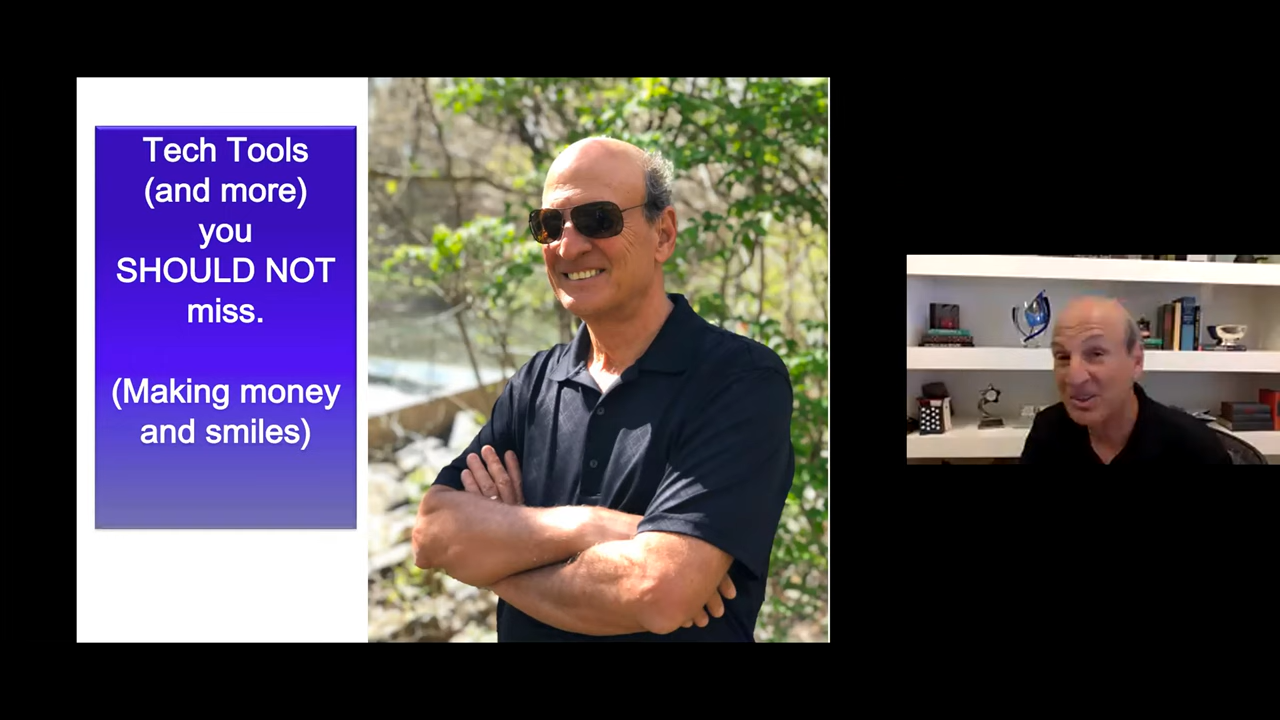 Tech Tools
(and more)
you
SHOULD NOT
miss.
(Making money
and smiles)